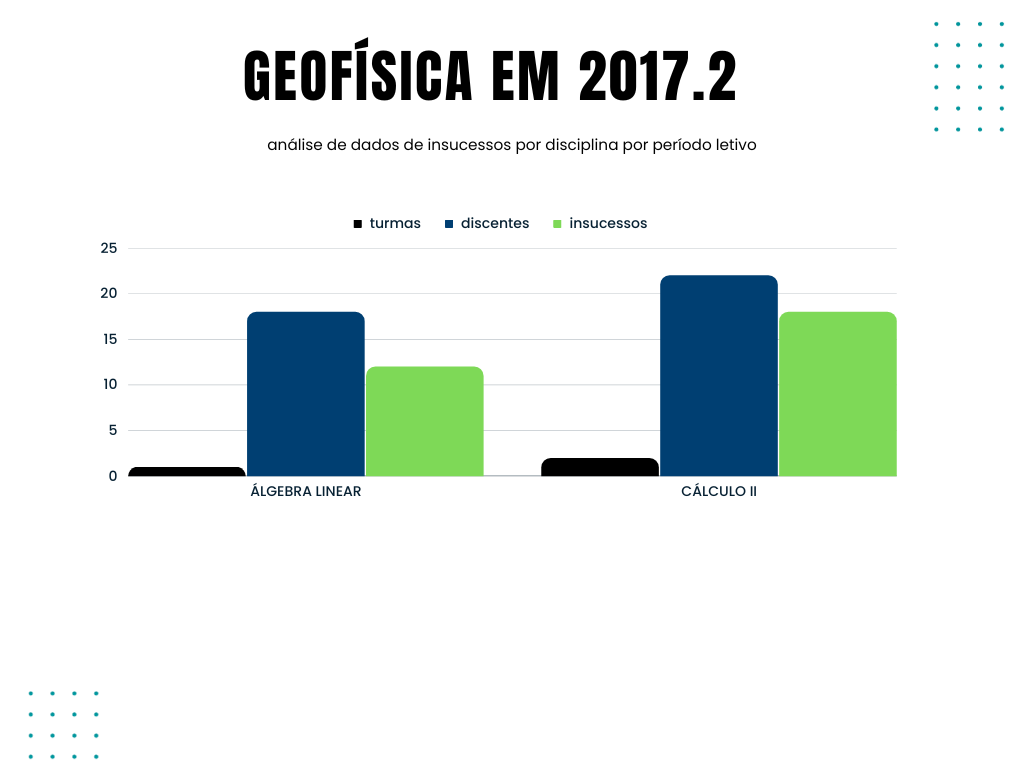 GEOFÍSICA EM 2017.2
análise de dados de insucessos por disciplina por período letivo
turmas discentes insucessos
25
20
15
10
5
0
ÁLGEBRA LINEAR CÁLCULO II